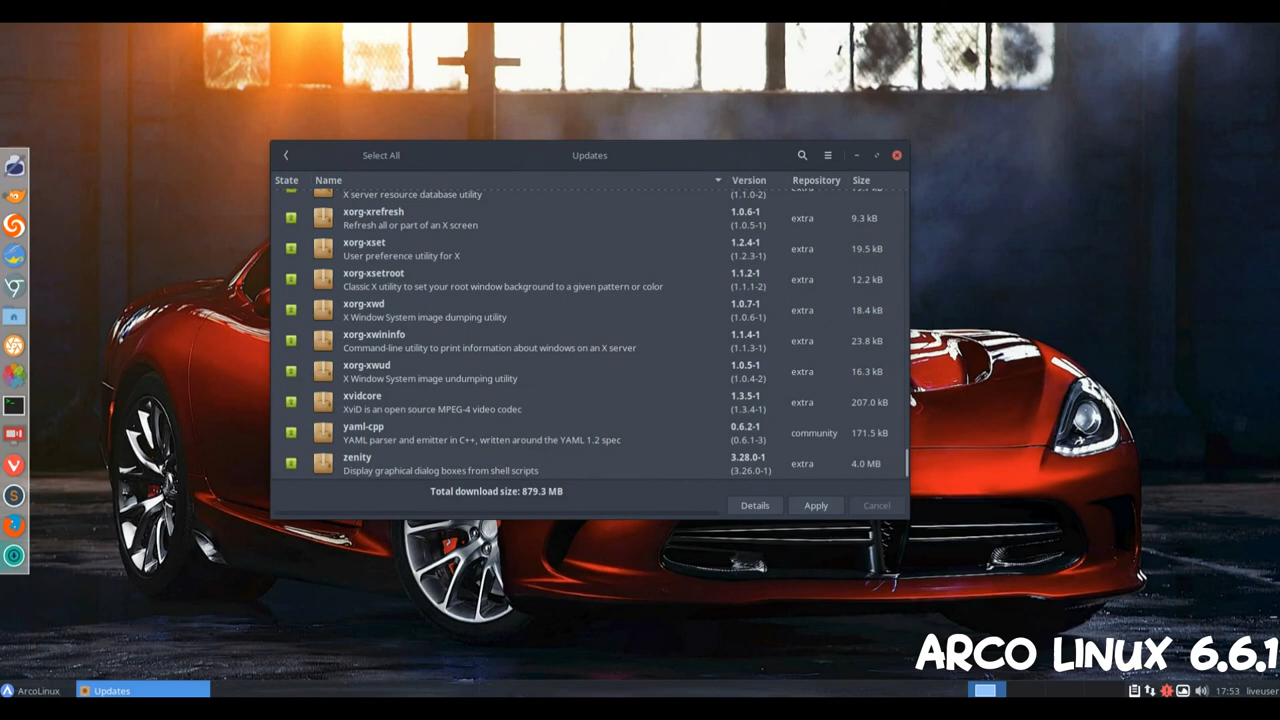 Select All
Updates
State
Name
Version
Repository
Size
X server resource database utility
(1.1.0-2)
xorg-xrefresh
1.0.6-1
Refresh all or part of an X screen
(1.0.5-1)
extra
9.3 kB
xorg-xset
1.2.4-1
User preference utility for X
(1.2.3-1)
extra
19.5 kB
xorg-xsetroot
1.1.2-1
Classic X utility to set your root window background to a given pattern or color
(1.1.1-2)
extra
12.2 kB
xorg-xwd
1.0.7-1
X Window System image dumping utility
(1.0.6-1)
extra
18.4 kB
xorg-xwininfo
1.1.4-1
Command-line utility to print information about windows on an X server
(1.1.3-1)
extra
23.8 kB
xorg-xwud
1.0.5-1
X Window System image undumping utility
(1.0.4-2)
extra
16.3 kB
xvidcore
1.3.5-1
XviD is an open source MPEG-4 video codec
(1.3.4-1)
extra
207.0 kB
yaml-cpp
0.6.2-1
YAML parser and emitter in C++, written around the YAML 1.2 spec
(0.6.1-3)
community
171.5 kB
zenity
3.28.0-1
Display graphical dialog boxes from shell scripts
(3.26.0-1)
extra
4.0 MB
Total download size: 879.3 MB
Details
Apply
Cancel
ARCO LINUX 6.6.1
ArcoLinux
Updates
17:53
liveuser